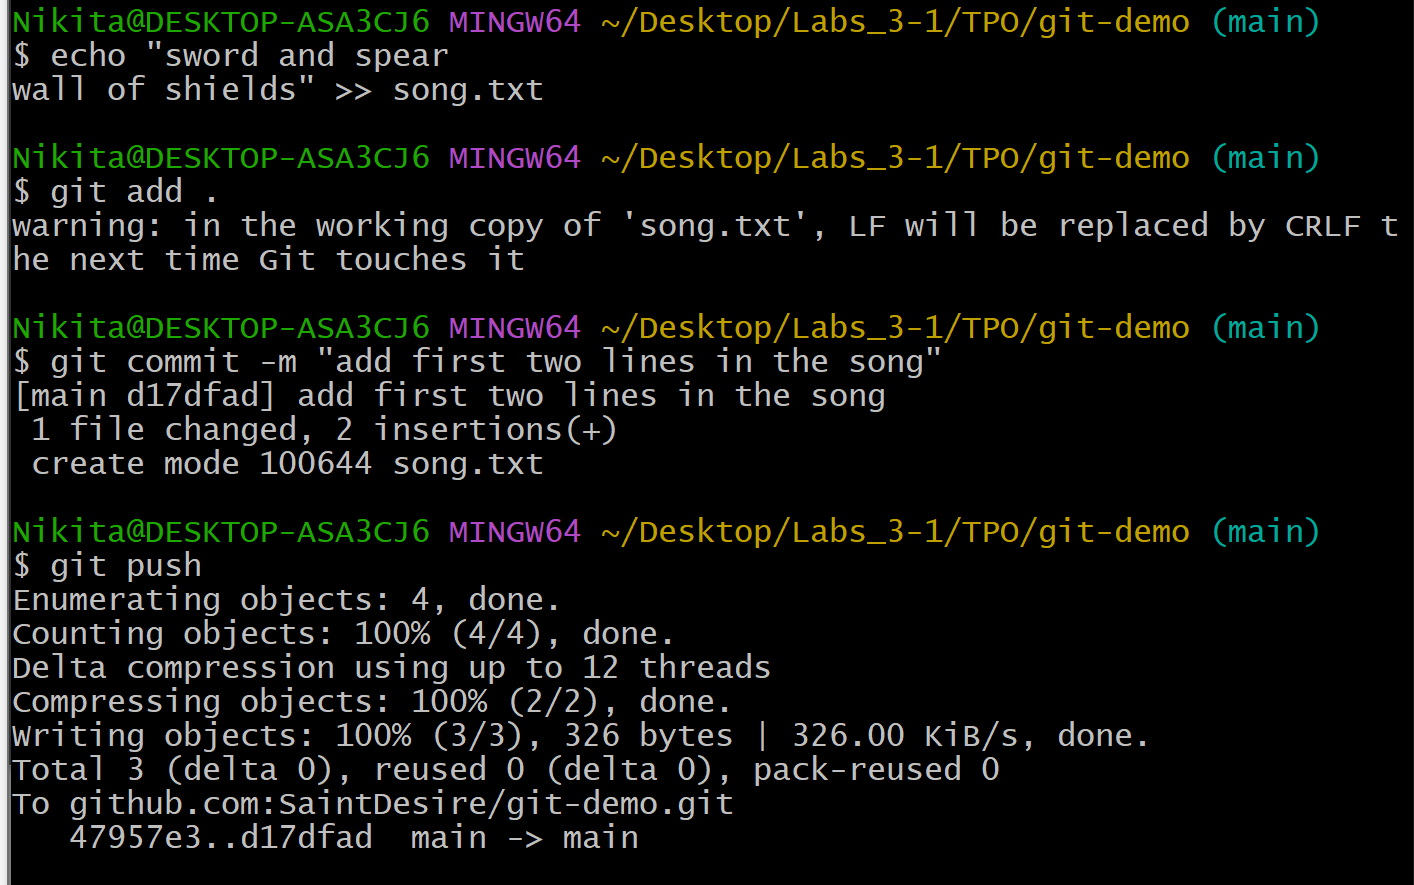 Nikita@DESKTOP-ASA3CJ6 MINGW64 ~/Desktop/Labs_3-1/TPO/git-demo (main)
$ echo "sword and spear
wall of shields" >> song.txt
Nikita@DESKTOP-ASA3CJ6 MINGW64 ~/Desktop/Labs_3-1/TPO/git-demo (main)
$ git add .
warning: in the working copy of 'song.txt', LF will be replaced by CRLF t
he next time Git touches it
Nikita@DESKTOP-ASA3CJ6 MINGW64 ~/Desktop/Labs_3-1/TPO/git-demo (main)
$ git commit -m "add first two lines in the song"
[main d17dfad] add first two lines in the song
 1 file changed, 2 insertions(+)
 create mode 100644 song.txt
Nikita@DESKTOP-ASA3CJ6 MINGW64 ~/Desktop/Labs_3-1/TPO/git-demo (main)
$ git push
Enumerating objects: 4, done.
Counting objects: 100% (4/4), done.
Delta compression using up to 12 threads
Compressing objects: 100% (2/2), done.
Writing objects: 100% (3/3), 326 bytes | 326.00 KiB/s, done.
Total 3 (delta 0), reused 0 (delta 0), pack-reused 0
To github.com:SaintDesire/git-demo.git
   47957e3..d17dfad  main -> main